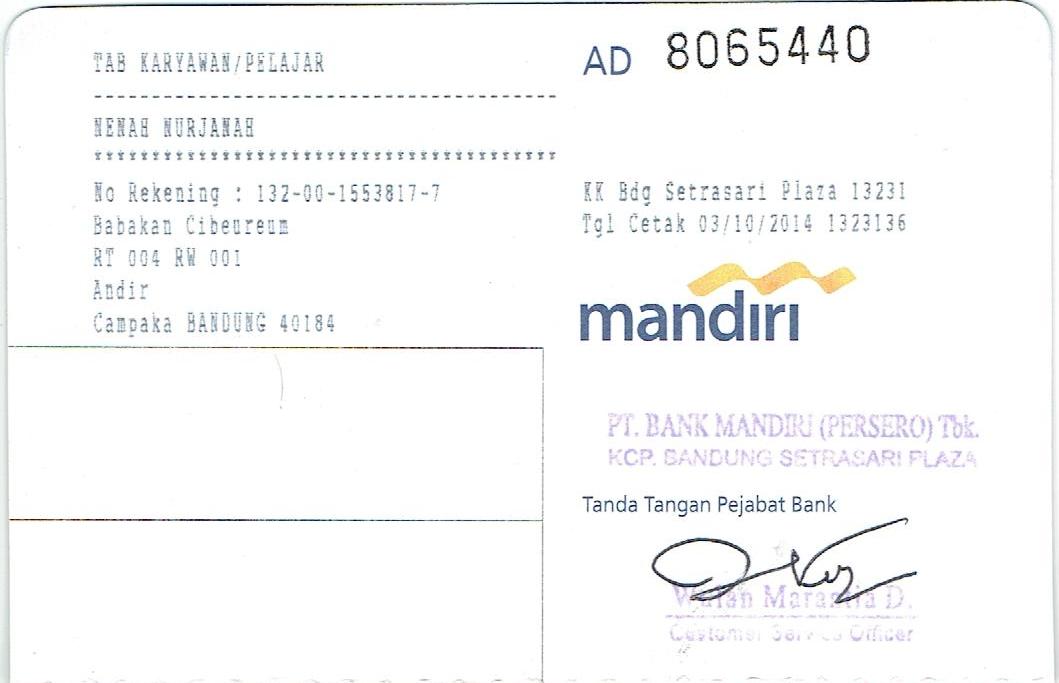 TAB KARYAWAN/PELAJAR
NENAH NURJANAH
No Rekening : 132-00-1553817-7
Babakan Cibeureum
RT 004 RW 001
Andir
Campaka BANDUNG 40184
AD 8065440
KK Bdg Setrasari Plaza 13231
Tgl Cetak 03/10/2014 1323136
mandiri
PT. BANK MANDIRI (PERSERO) Tbk.
KCP. BANDUNG SETRASARI PLAZA
Tanda Tangan Pejabat Bank
D.
Customer Service Officer